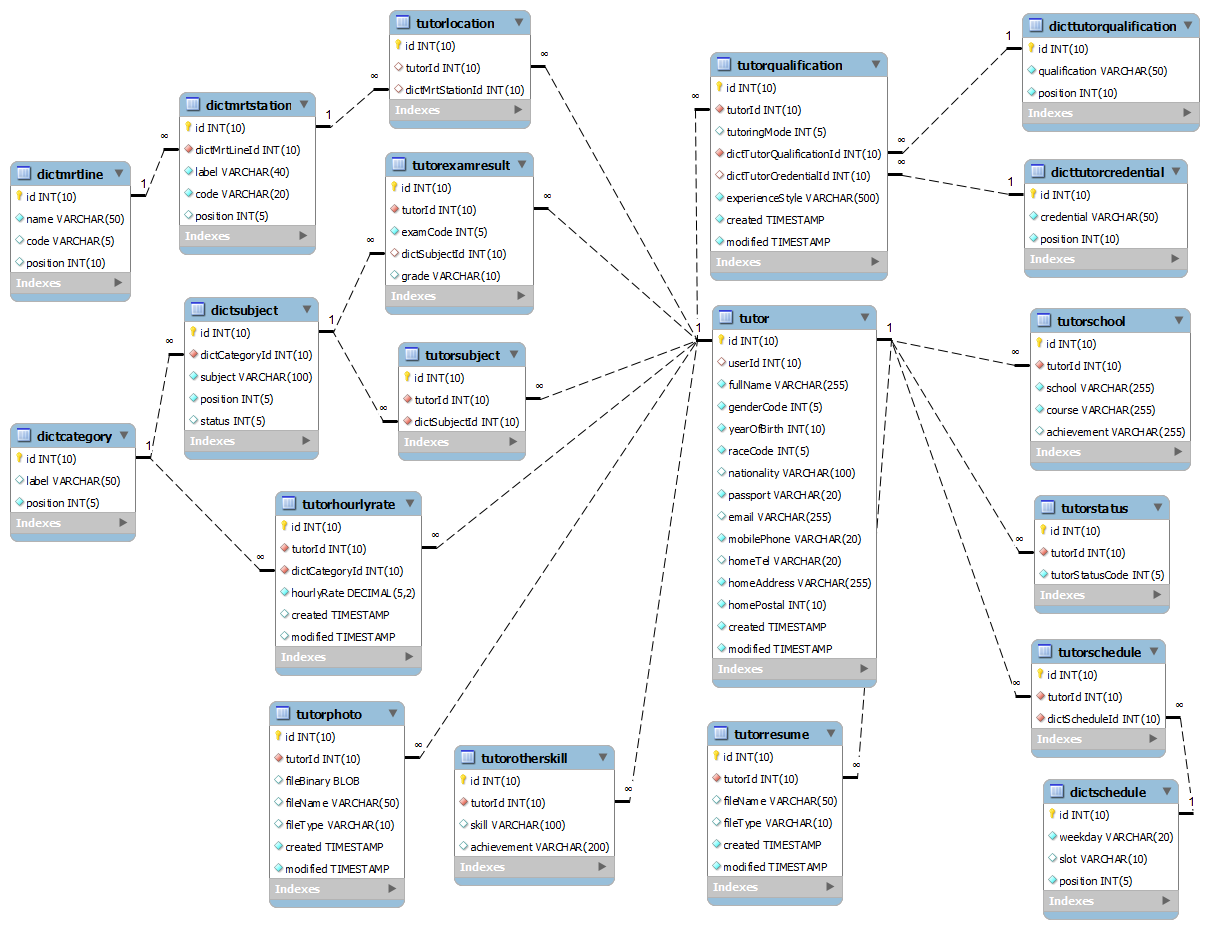 tutorlocation
id INT(10)
tutorId INT(10)
dictMrtStationId INT(10)
Indexes
∞
∞
dictmrtstation
id INT(10)
dictMrtLineId INT(10)
label VARCHAR(40)
code VARCHAR(20)
position INT(5)
Indexes
1
∞
dictmrtline
id INT(10)
name VARCHAR(50)
code VARCHAR(5)
position INT(10)
Indexes
1
tutorexamresult
id INT(10)
tutorId INT(10)
examCode INT(5)
dictSubjectId INT(10)
grade VARCHAR(10)
Indexes
∞
∞
dictsubject
id INT(10)
dictCategoryId INT(10)
subject VARCHAR(100)
position INT(5)
status INT(5)
Indexes
1
∞
tutorsubject
id INT(10)
tutorId INT(10)
dictSubjectId INT(10)
Indexes
∞
∞
dictcategory
id INT(10)
label VARCHAR(50)
position INT(5)
Indexes
1
tutorhourlyrate
id INT(10)
tutorId INT(10)
dictCategoryId INT(10)
hourlyRate DECIMAL(5,2)
created TIMESTAMP
modified TIMESTAMP
Indexes
∞
∞
tutorphoto
id INT(10)
tutorId INT(10)
fileBinary BLOB
fileName VARCHAR(50)
fileType VARCHAR(10)
created TIMESTAMP
modified TIMESTAMP
Indexes
∞
tutorotherskill
id INT(10)
tutorId INT(10)
skill VARCHAR(100)
achievement VARCHAR(200)
Indexes
∞
tutorqualification
id INT(10)
tutorId INT(10)
tutoringMode INT(5)
dictTutorQualificationId INT(10)
dictTutorCredentialId INT(10)
experienceStyle VARCHAR(500)
created TIMESTAMP
modified TIMESTAMP
Indexes
∞
∞
∞
tutor
id INT(10)
userId INT(10)
fullName VARCHAR(255)
genderCode INT(5)
yearOfBirth INT(10)
raceCode INT(5)
nationality VARCHAR(100)
passport VARCHAR(20)
email VARCHAR(255)
mobilePhone VARCHAR(20)
homeTel VARCHAR(20)
homeAddress VARCHAR(255)
homePostal INT(10)
created TIMESTAMP
modified TIMESTAMP
Indexes
1
1
tutorresume
id INT(10)
tutorId INT(10)
fileName VARCHAR(50)
fileType VARCHAR(10)
created TIMESTAMP
modified TIMESTAMP
Indexes
∞
dicttutorqualification
id INT(10)
qualification VARCHAR(50)
position INT(10)
Indexes
1
dicttutorcredential
id INT(10)
credential VARCHAR(50)
position INT(10)
Indexes
1
tutorschool
id INT(10)
tutorId INT(10)
school VARCHAR(255)
course VARCHAR(255)
achievement VARCHAR(255)
Indexes
∞
tutorstatus
id INT(10)
tutorId INT(10)
tutorStatusCode INT(5)
Indexes
∞
tutorschedule
id INT(10)
tutorId INT(10)
dictScheduleId INT(10)
Indexes
∞
∞
dictschedule
id INT(10)
weekday VARCHAR(20)
slot VARCHAR(10)
position INT(5)
Indexes
1